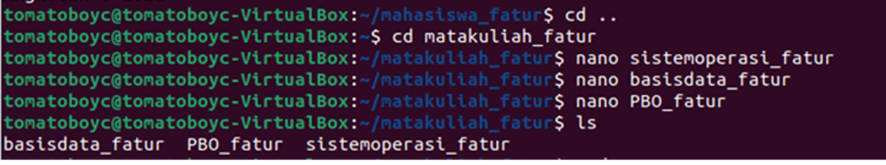 tomatoboyc@tomatoboyc-VirtualBox:~/mahasiswa_fatur$ cd ..
tomatoboyc@tomatoboyc-VirtualBox:~$ cd matakuliah_fatur
tomatoboyc@tomatoboyc-VirtualBox:~/matakuliah_fatur$ nano sistemoperasi_fatur
tomatoboyc@tomatoboyc-VirtualBox:~/matakuliah_fatur$ nano basisdata_fatur
tomatoboyc@tomatoboyc-VirtualBox:~/matakuliah_fatur$ nano PBO_fatur
tomatoboyc@tomatoboyc-VirtualBox:~/matakuliah_fatur$ ls
basisdata_fatur  PBO_fatur  sistemoperasi_fatur